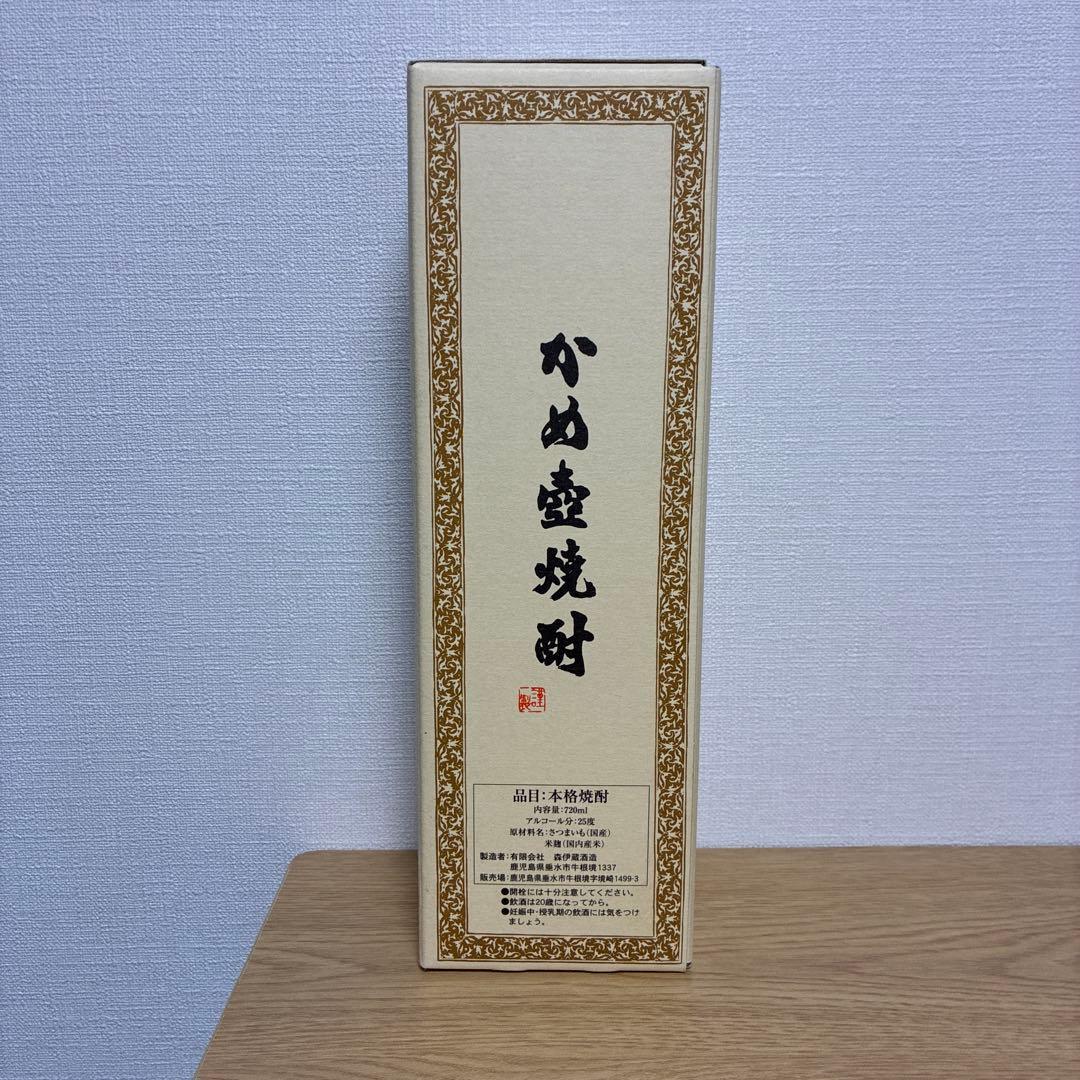 かめ壺焼酎
謹製
品目:本格焼酎
内容量:720ml
アルコール分:25度
原材料名:さつまいも(国産)
米麹(国内産米)
製造者:有限会社 森伊蔵酒造
鹿児島県垂水市牛根境1337
販売場:鹿児島県垂水市牛根境字境崎1499-3
●開栓には十分注意してください。
●飲酒は20歳になってから。
●妊娠中・授乳期の飲酒には気をつけ
ましょう。